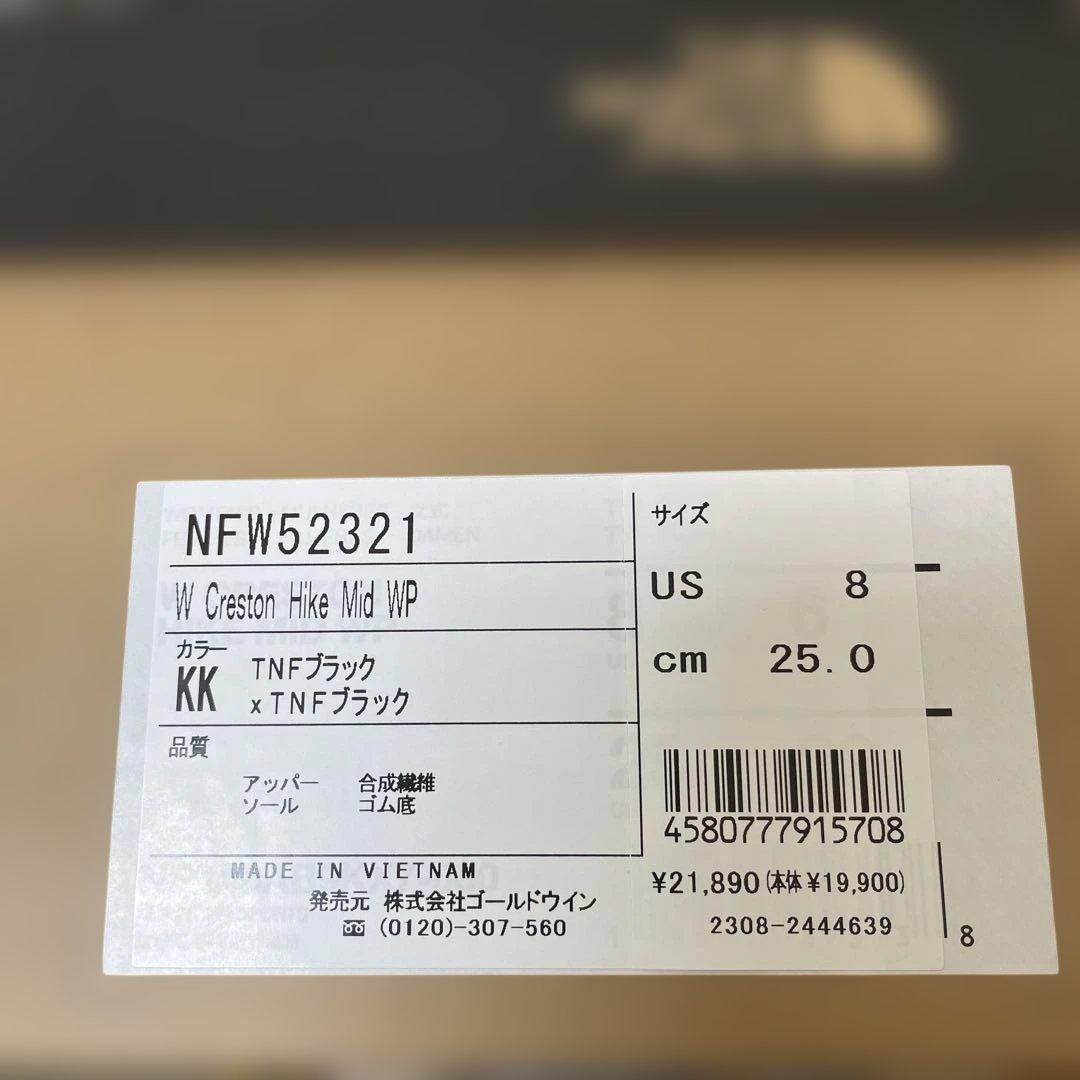 NFW52321
W Creston Hike Mid WP
カラー
KK
TNFブラック
xTNFブラック
品質
アッパー 合成繊維
ソール ゴム底
MADE IN VIETNAM
発売元 株式会社ゴールドウイン
(0120)-307-560
サイズ
US 8
cm 25.0
4580777915708
¥21,890(本体¥19,900)
2308-2444639
8